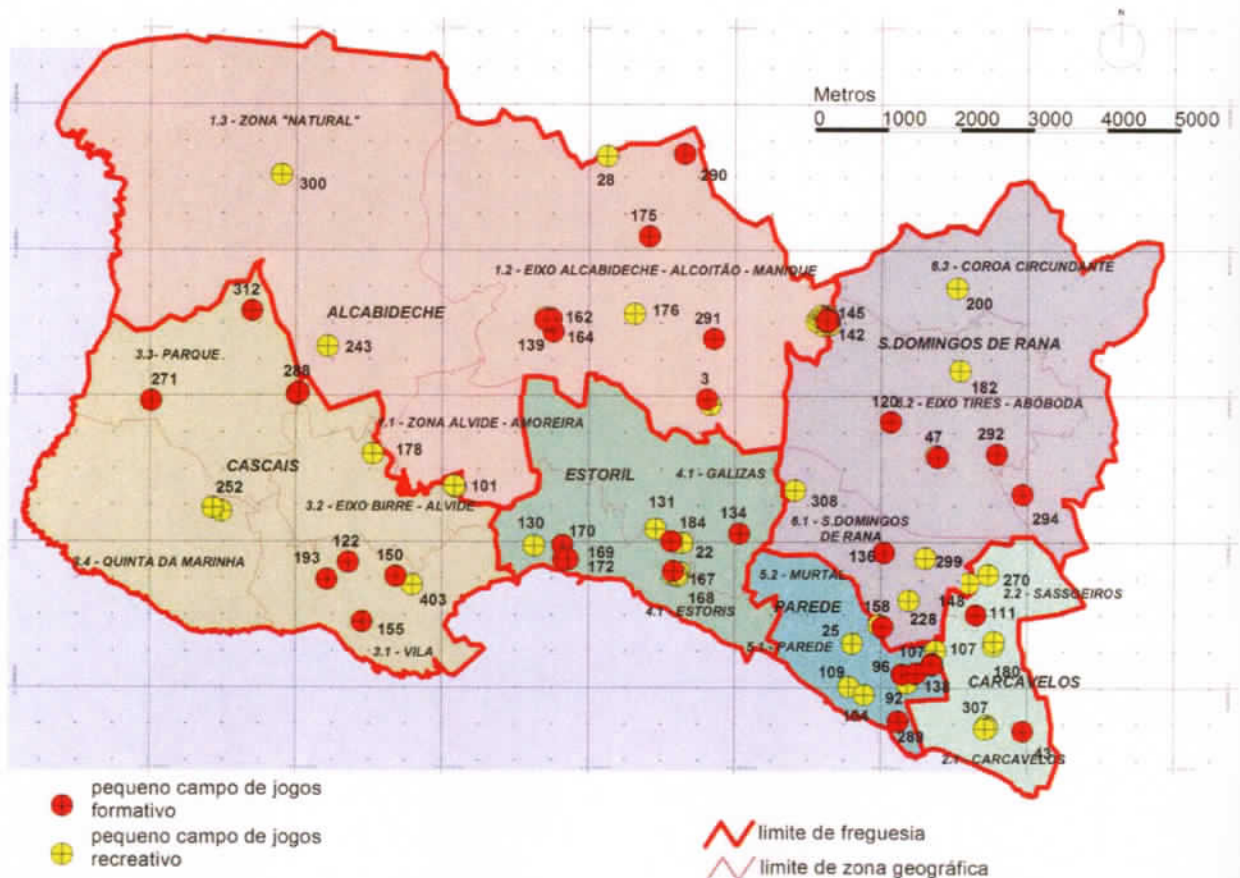 N
Metros
0 1000 2000 3000 4000 5000
1.3 - ZONA "NATURAL"
300
28
290
175
1.2 - EIXO ALCABIDECHE - ALCOITÃO - MANIQUE
6.3 - COROA CIRCUNDANTE
200
312
ALCABIDECHE
162
176
291
145
139
164
142
S.DOMINGOS DE RANA
243
3.3- PARQUE
271
288
3
182
120
6.2 - EIXO TIRES - ABOBODA
1.1 - ZONA ALVIDE - AMOREIRA
47
292
178
CASCAIS
ESTORIL
4.1 - GALIZAS
101
252
308
294
3.2 - EIXO BIRRE - ALVIDE
131
134
130
170
184
6.1 - S.DOMINGOS
DE RANA
22
136
299
3.4 - QUINTA DA MARINHA
193
122
150
169
172
167
168
5.2 - MURTAL
270
2.2 - SASSOEIROS
403
4.1 - ESTORIS
PAREDE
158
228
148
111
155
25
3.1 - VILA
5.1 - PAREDE
96
107
107
180
109
138
CARCAVELOS
104
92
307
289
43
2.1 - CARCAVELOS
pequeno campo de jogos
formativo
pequeno campo de jogos
recreativo
limite de freguesia
limite de zona geográfica